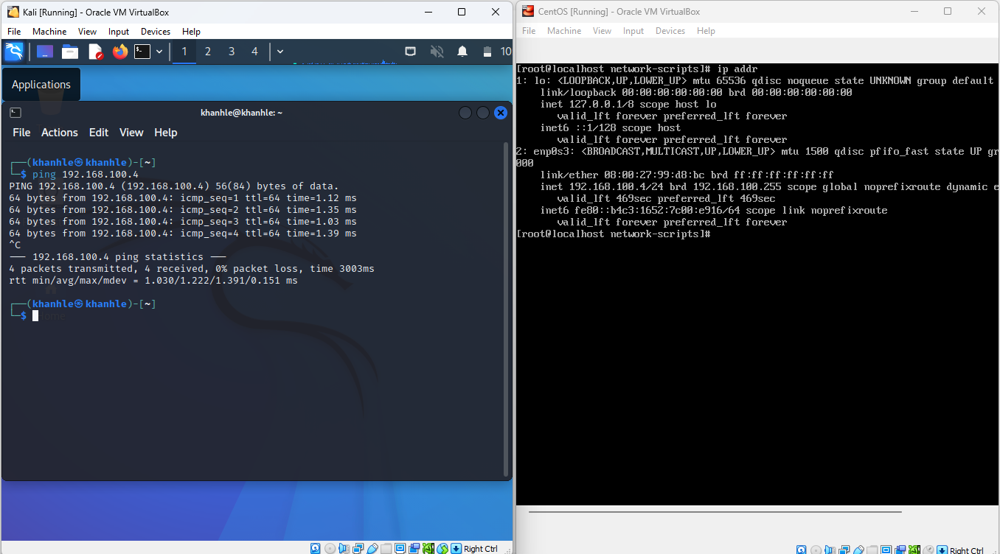 Kali [Running] - Oracle VM VirtualBox
File Machine View Input Devices Help
1 2 3 4 10
Applications
khanhle@khanhle: ~
File Actions Edit View Help
┌──(khanhle㉿khanhle)-[~]
└─$ ping 192.168.100.4
PING 192.168.100.4 (192.168.100.4) 56(84) bytes of data.
64 bytes from 192.168.100.4: icmp_seq=1 ttl=64 time=1.12 ms
64 bytes from 192.168.100.4: icmp_seq=2 ttl=64 time=1.35 ms
64 bytes from 192.168.100.4: icmp_seq=3 ttl=64 time=1.03 ms
64 bytes from 192.168.100.4: icmp_seq=4 ttl=64 time=1.39 ms
^C
--- 192.168.100.4 ping statistics ---
4 packets transmitted, 4 received, 0% packet loss, time 3003ms
rtt min/avg/max/mdev = 1.030/1.222/1.391/0.151 ms
┌──(khanhle㉿khanhle)-[~]
└─$
Home
Right Ctrl
CentOS [Running] - Oracle VM VirtualBox
File Machine View Input Devices Help
[root@localhost network-scripts]# ip addr
1: lo: <LOOPBACK,UP,LOWER_UP> mtu 65536 qdisc noqueue state UNKNOWN group default
link/loopback 00:00:00:00:00:00 brd 00:00:00:00:00:00
inet 127.0.0.1/8 scope host lo
valid_lft forever preferred_lft forever
inet6 ::1/128 scope host
valid_lft forever preferred_lft forever
2: enp0s3: <BROADCAST,MULTICAST,UP,LOWER_UP> mtu 1500 qdisc pfifo_fast state UP gr
000
link/ether 08:00:27:99:d8:bc brd ff:ff:ff:ff:ff:ff
inet 192.168.100.4/24 brd 192.168.100.255 scope global noprefixroute dynamic e
valid_lft 469sec preferred_lft 469sec
inet6 fe80::b4c3:1652:7c00:e916/64 scope link noprefixroute
valid_lft forever preferred_lft forever
[root@localhost network-scripts]#
Right Ctrl